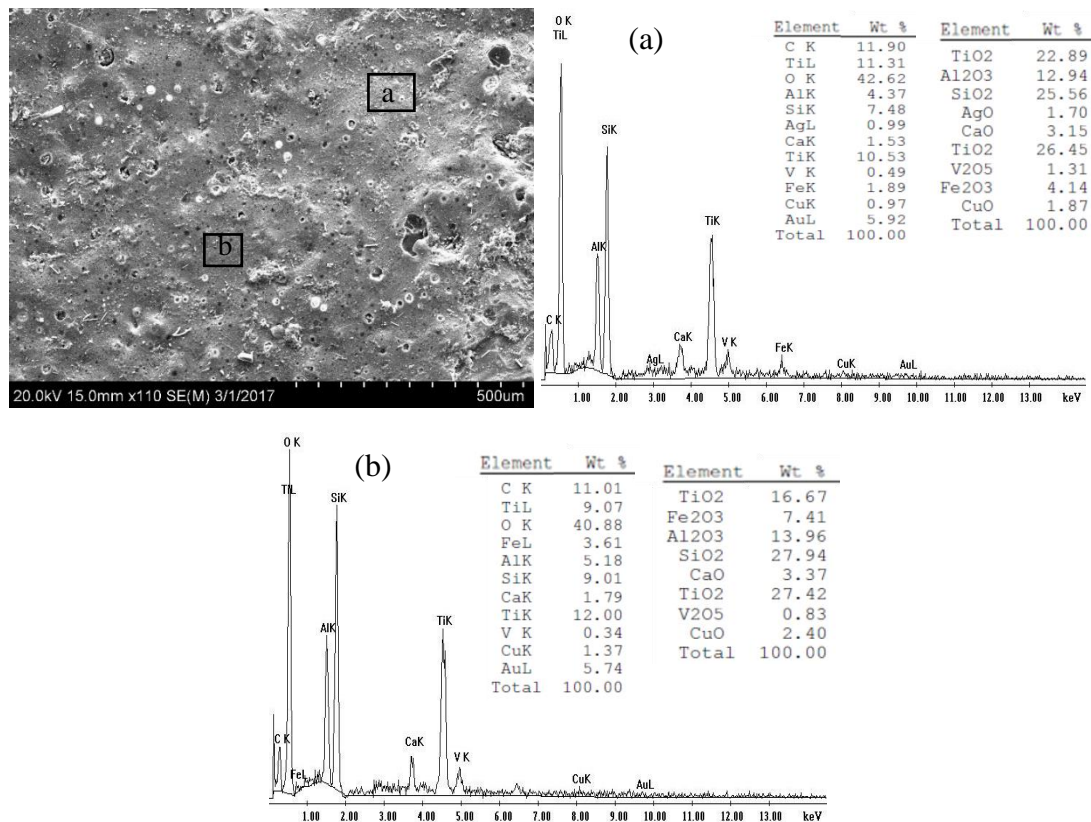 a
b
20.0kV 15.0mm x110 SE(M) 3/1/2017 500um
(a)
O K
TiL
SiK
AlK
TiK
C K
AgL
CaK
V K
FeK
CuK
AuL
1.00 2.00 3.00 4.00 5.00 6.00 7.00 8.00 9.00 10.00 11.00 12.00 13.00 keV
Element Wt %
C K 11.90
TiL 11.31
O K 42.62
AlK 4.37
SiK 7.48
AgL 0.99
CaK 1.53
TiK 10.53
V K 0.49
FeK 1.89
CuK 0.97
AuL 5.92
Total 100.00
Element Wt %
TiO2 22.89
Al2O3 12.94
SiO2 25.56
AgO 1.70
CaO 3.15
TiO2 26.45
V2O5 1.31
Fe2O3 4.14
CuO 1.87
Total 100.00
(b)
O K
TiL
SiK
AlK
TiK
C K
FeL
CaK
V K
CuK
AuL
1.00 2.00 3.00 4.00 5.00 6.00 7.00 8.00 9.00 10.00 11.00 12.00 13.00 keV
Element Wt %
C K 11.01
TiL 9.07
O K 40.88
FeL 3.61
AlK 5.18
SiK 9.01
CaK 1.79
TiK 12.00
V K 0.34
CuK 1.37
AuL 5.74
Total 100.00
Element Wt %
TiO2 16.67
Fe2O3 7.41
Al2O3 13.96
SiO2 27.94
CaO 3.37
TiO2 27.42
V2O5 0.83
CuO 2.40
Total 100.00